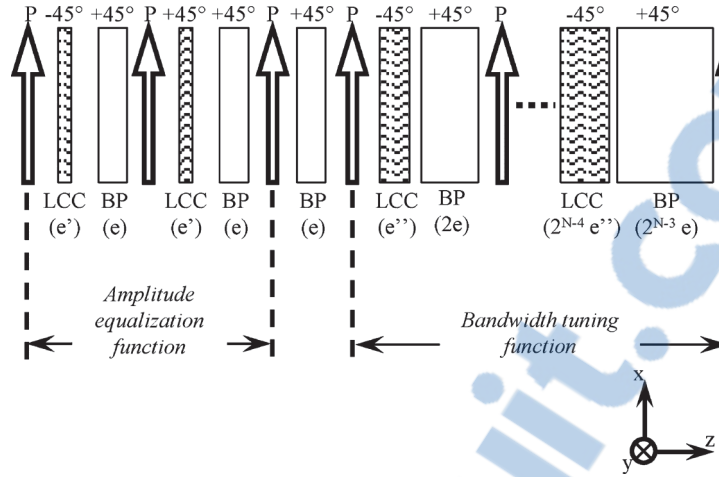 P -45° +45° P -45° +45° P +45° P -45° +45° P -45° +45°
LCC BP LCC BP BP LCC BP LCC BP
(e') (e) (e') (e) (e) (e'') (2e) (2^{N-4} e'') (2^{N-3} e)
Amplitude
equalization
function
Bandwidth tuning
function
x
y
z